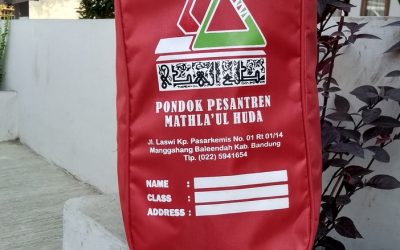 PONDOK PESANTREN
MATHLA'UL HUDA
Jl. Laswi Kp. Pasarkemis No. 01 Rt 01/14
Manggahang Baleendah Kab. Bandung
Tlp. (022) 5941654
NAME :
CLASS :
ADDRESS :